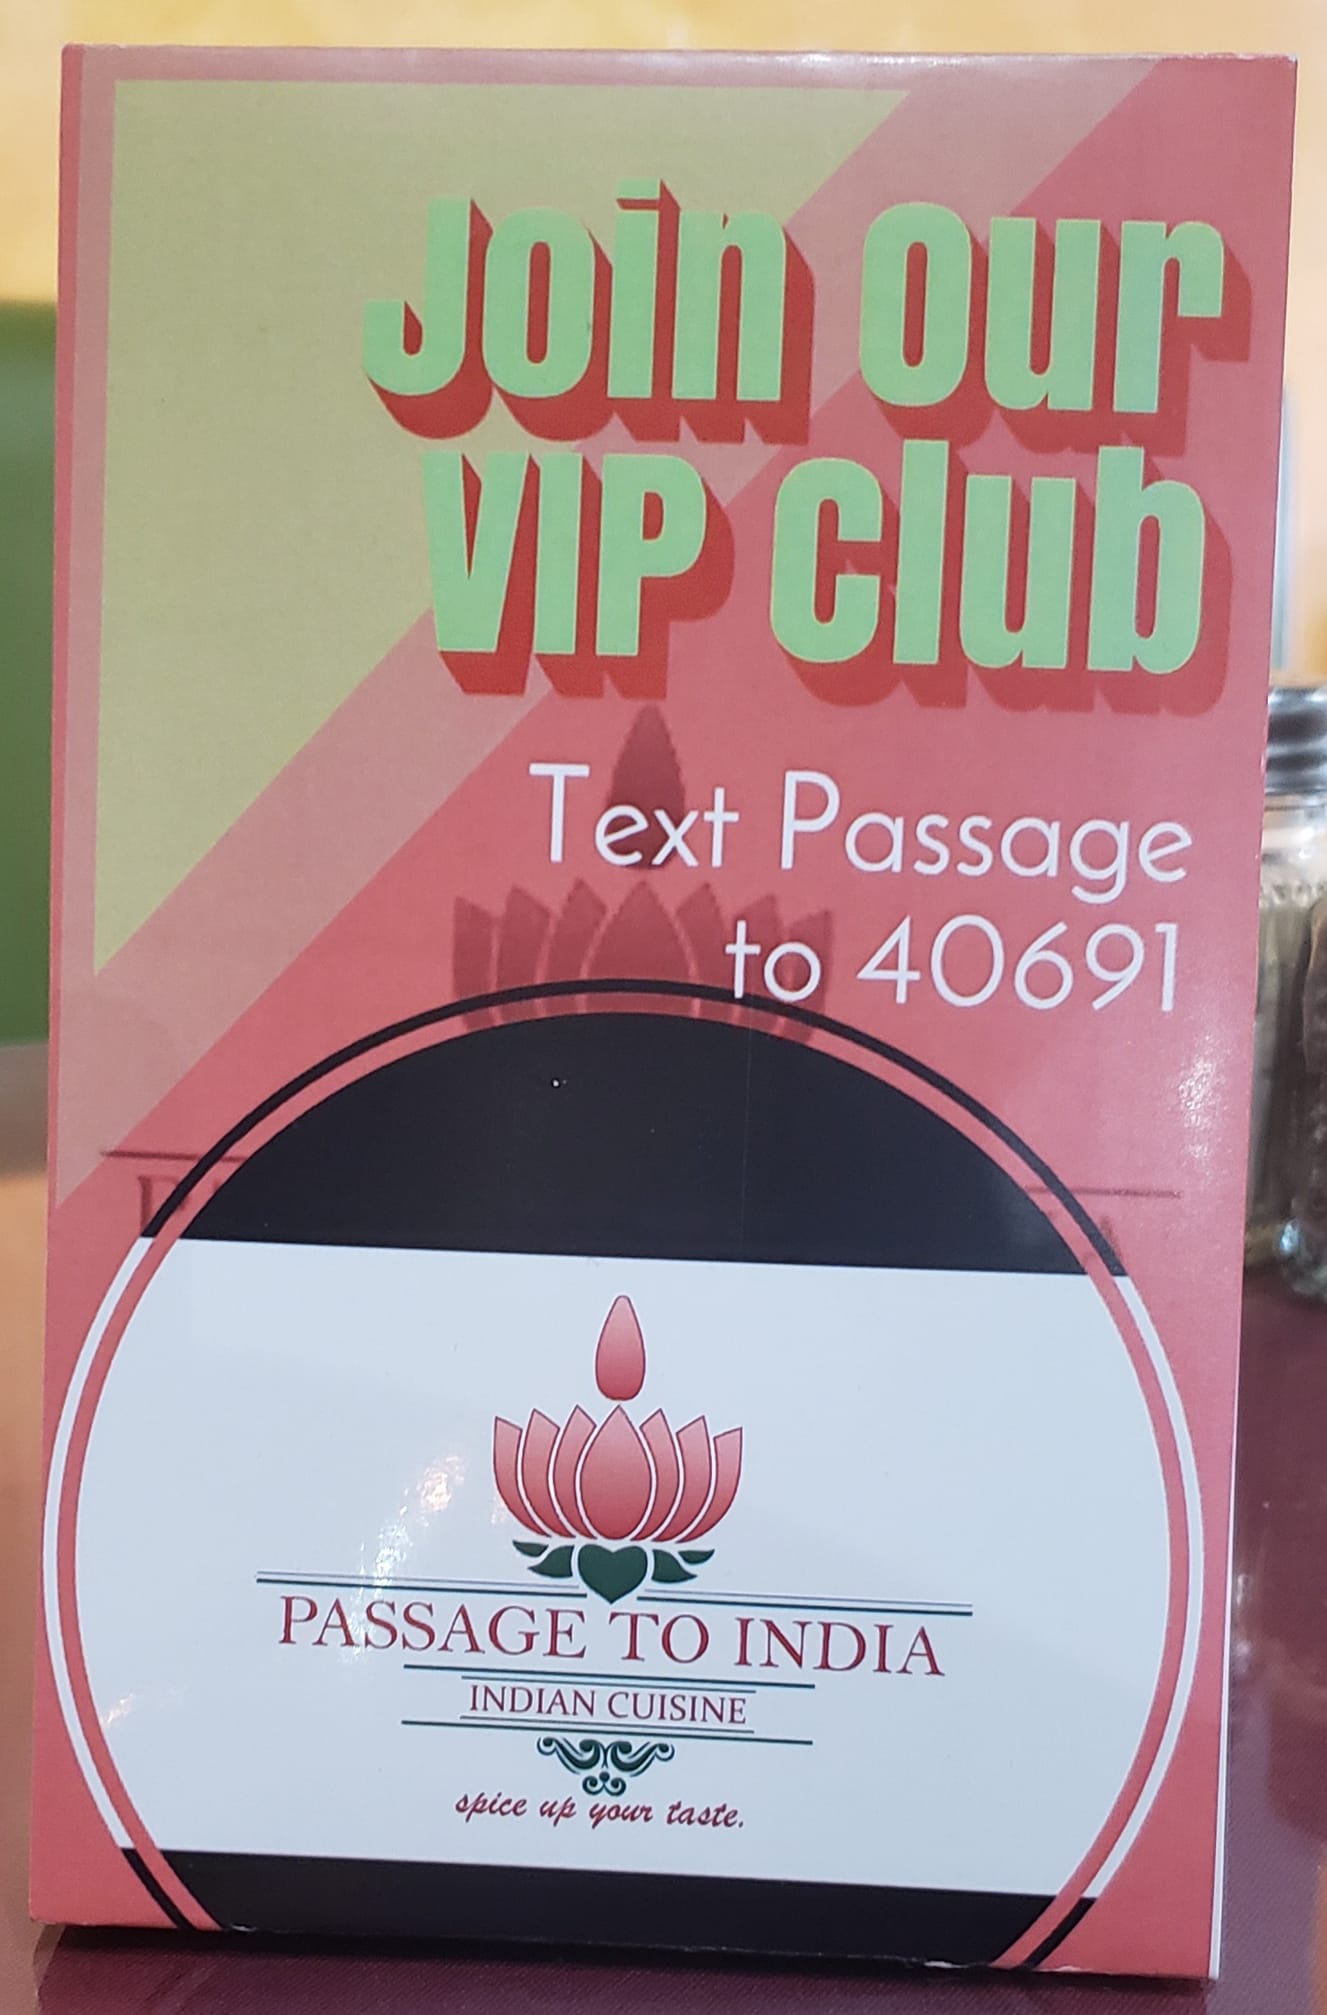 Join our
VIP Club
Text Passage
to 40691
PASSAGE TO INDIA
INDIAN CUISINE
spice up your taste.